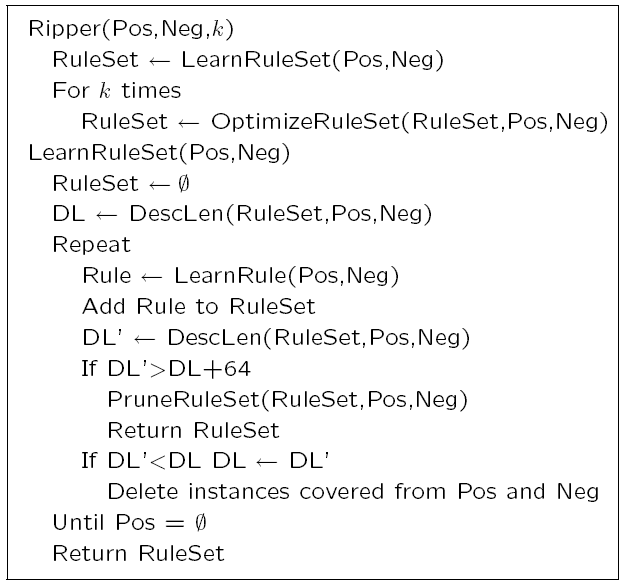 Ripper(Pos,Neg,k)
RuleSet ← LearnRuleSet(Pos,Neg)
For k times
RuleSet ← OptimizeRuleSet(RuleSet,Pos,Neg)
LearnRuleSet(Pos,Neg)
RuleSet ← ∅
DL ← DescLen(RuleSet,Pos,Neg)
Repeat
Rule ← LearnRule(Pos,Neg)
Add Rule to RuleSet
DL' ← DescLen(RuleSet,Pos,Neg)
If DL'>DL+64
PruneRuleSet(RuleSet,Pos,Neg)
Return RuleSet
If DL'<DL DL ← DL'
Delete instances covered from Pos and Neg
Until Pos = ∅
Return RuleSet